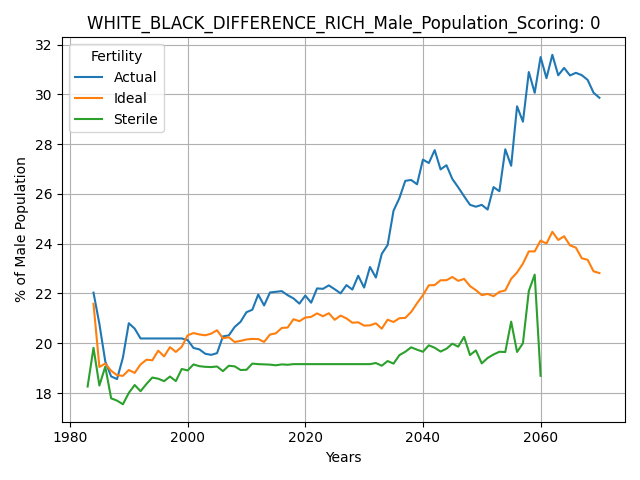 WHITE_BLACK_DIFFERENCE_RICH_Male_Population_Scoring: 0
Fertility
Actual
Ideal
Sterile
% of Male Population
32
30
28
26
24
22
20
18
1980
2000
2020
2040
2060
Years